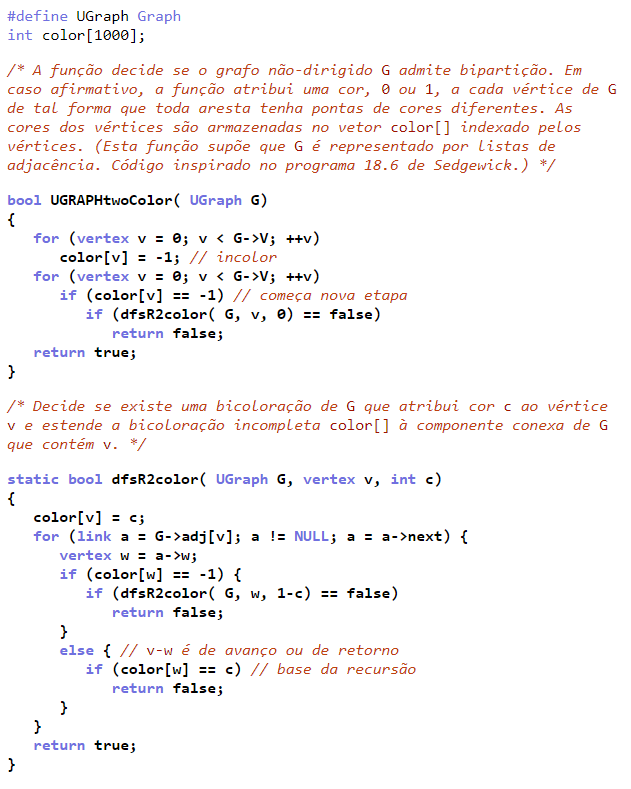 #define UGraph Graph
int color[1000];
/* A função decide se o grafo não-dirigido G admite bipartição. Em
caso afirmativo, a função atribui uma cor, 0 ou 1, a cada vértice de G
de tal forma que toda aresta tenha pontas de cores diferentes. As
cores dos vértices são armazenadas no vetor color[] indexado pelos
vértices. (Esta função supõe que G é representado por listas de
adjacência. Código inspirado no programa 18.6 de Sedgewick.) */
bool UGRAPHtwoColor( UGraph G)
{
   for (vertex v = 0; v < G->V; ++v)
      color[v] = -1; // incolor
   for (vertex v = 0; v < G->V; ++v)
      if (color[v] == -1) // começa nova etapa
         if (dfsR2color( G, v, 0) == false)
            return false;
   return true;
}
/* Decide se existe uma bicoloração de G que atribui cor c ao vértice
v e estende a bicoloração incompleta color[] à componente conexa de G
que contém v. */
static bool dfsR2color( UGraph G, vertex v, int c)
{
   color[v] = c;
   for (link a = G->adj[v]; a != NULL; a = a->next) {
      vertex w = a->w;
      if (color[w] == -1) {
         if (dfsR2color( G, w, 1-c) == false)
            return false;
      }
      else { // v-w é de avanço ou de retorno
         if (color[w] == c) // base da recursão
            return false;
      }
   }
   return true;
}